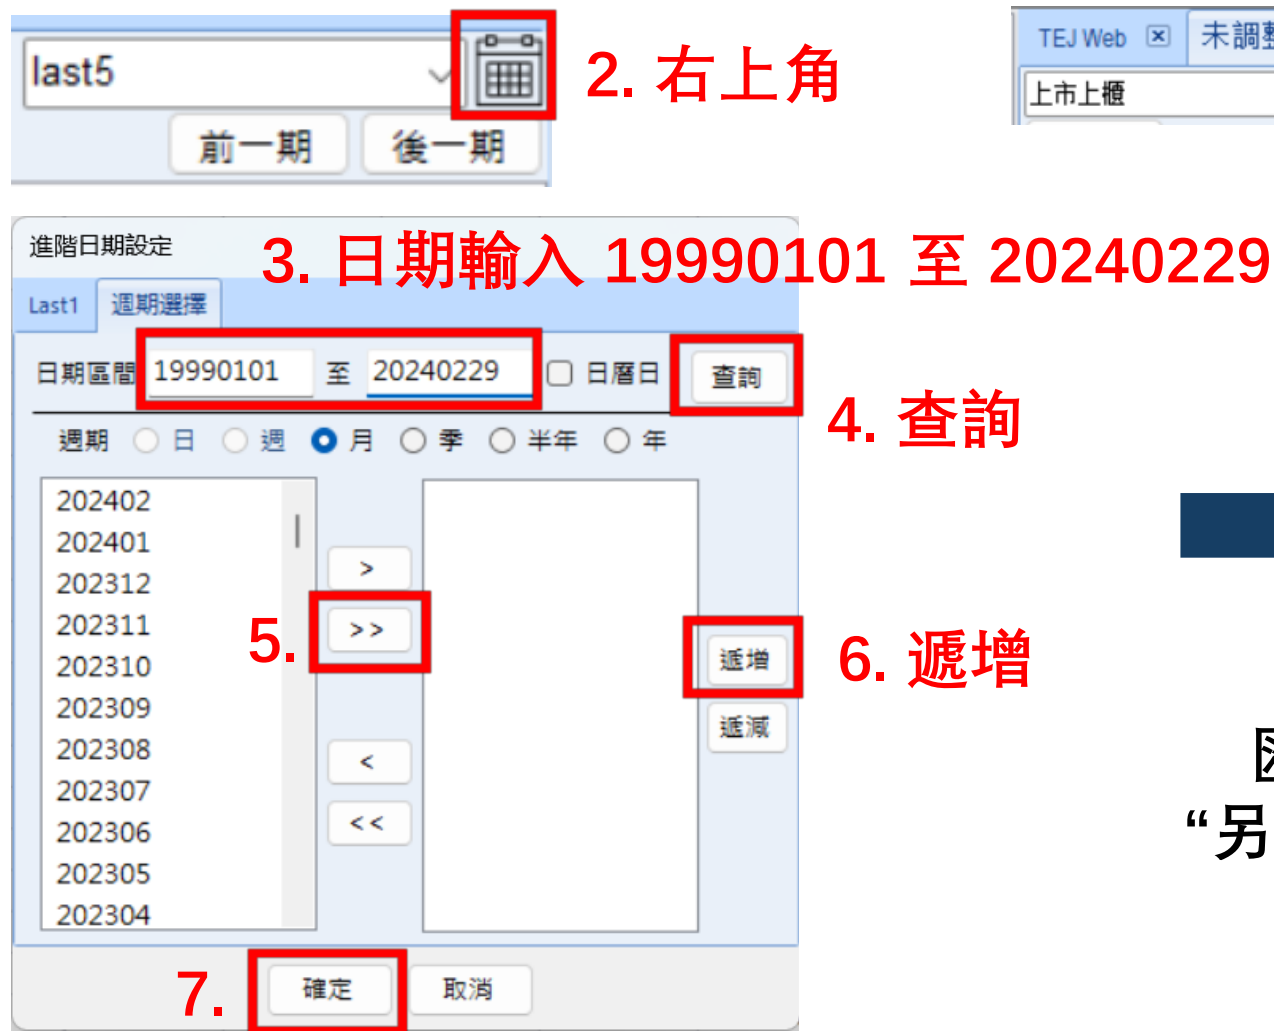 last5
2. 右上角
前一期 後一期
TEJ Web 未調整
上市上櫃
進階日期設定
3. 日期輸入 19990101 至 20240229
Last1 週期選擇
日期區間 19990101 至 20240229 日曆日 查詢
4. 查詢
週期 日 週 月 季 半年 年
202402
202401
202312
202311
202310
202309
202308
202307
202306
202305
202304
>
5. >>
<
<<
遞增
6. 遞增
遞減
“另
7. 確定 取消